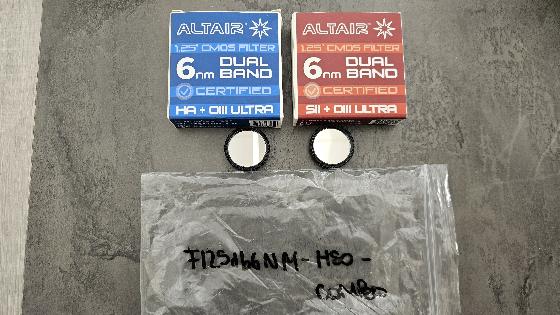 ALTAIR
1.25" CMOS FILTER
6nm DUAL BAND
CERTIFIED
HA + OIII ULTRA
ALTAIR
1.25" CMOS FILTER
6nm DUAL BAND
CERTIFIED
SII + OIII ULTRA
F125M66NM-HSO-
COMBO